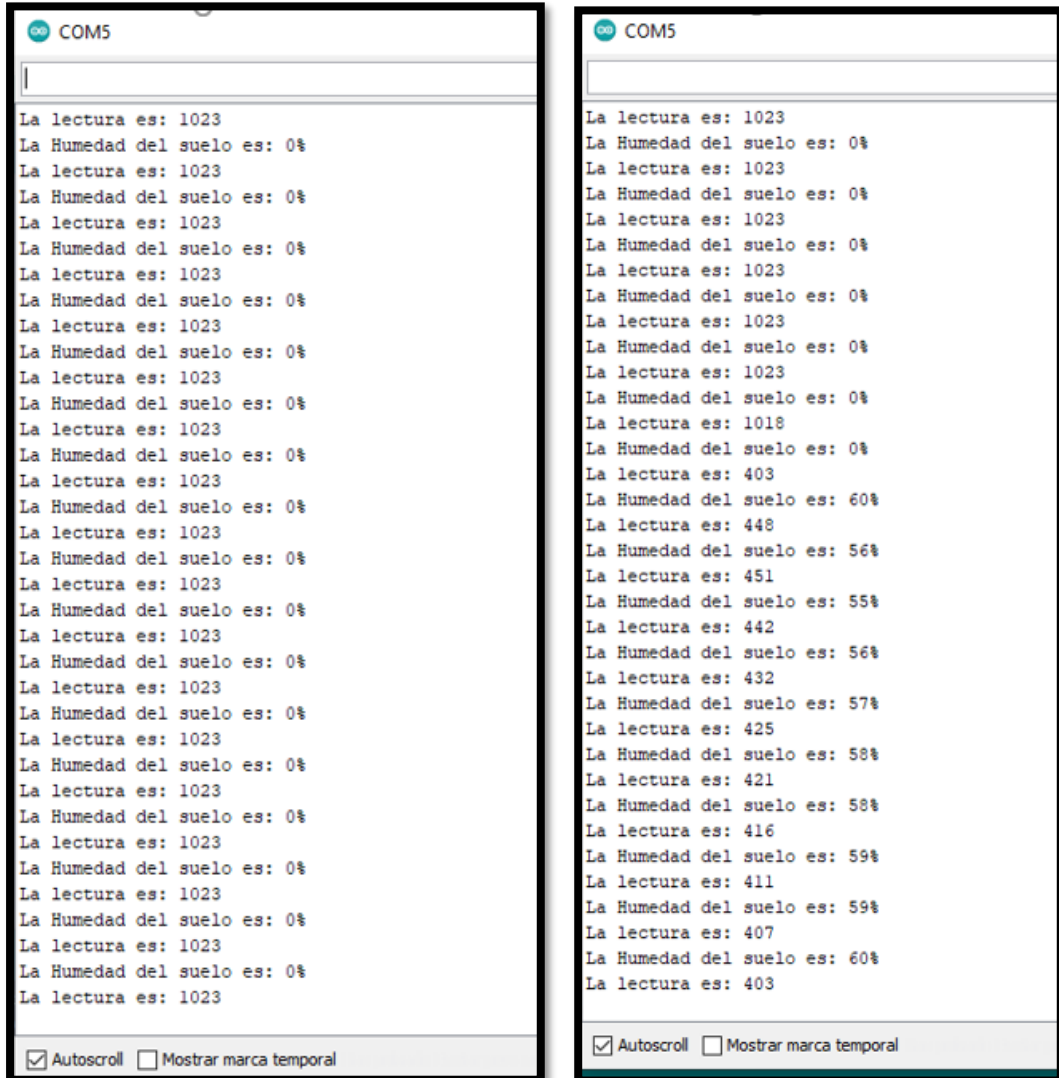 COM5
La lectura es: 1023
La Humedad del suelo es: 0%
La lectura es: 1023
La Humedad del suelo es: 0%
La lectura es: 1023
La Humedad del suelo es: 0%
La lectura es: 1023
La Humedad del suelo es: 0%
La lectura es: 1023
La Humedad del suelo es: 0%
La lectura es: 1023
La Humedad del suelo es: 0%
La lectura es: 1023
La Humedad del suelo es: 0%
La lectura es: 1023
La Humedad del suelo es: 0%
La lectura es: 1023
La Humedad del suelo es: 0%
La lectura es: 1023
La Humedad del suelo es: 0%
La lectura es: 1023
La Humedad del suelo es: 0%
La lectura es: 1023
La Humedad del suelo es: 0%
La lectura es: 1023
La Humedad del suelo es: 0%
La lectura es: 1023
La Humedad del suelo es: 0%
La lectura es: 1023
La Humedad del suelo es: 0%
La lectura es: 1023
La Humedad del suelo es: 0%
La lectura es: 1023
La Humedad del suelo es: 0%
La lectura es: 1023
Autoscroll Mostrar marca temporal
COM5
La lectura es: 1023
La Humedad del suelo es: 0%
La lectura es: 1023
La Humedad del suelo es: 0%
La lectura es: 1023
La Humedad del suelo es: 0%
La lectura es: 1023
La Humedad del suelo es: 0%
La lectura es: 1023
La Humedad del suelo es: 0%
La lectura es: 1023
La Humedad del suelo es: 0%
La lectura es: 1018
La Humedad del suelo es: 0%
La lectura es: 403
La Humedad del suelo es: 60%
La lectura es: 448
La Humedad del suelo es: 56%
La lectura es: 451
La Humedad del suelo es: 55%
La lectura es: 442
La Humedad del suelo es: 56%
La lectura es: 432
La Humedad del suelo es: 57%
La lectura es: 425
La Humedad del suelo es: 58%
La lectura es: 421
La Humedad del suelo es: 58%
La lectura es: 416
La Humedad del suelo es: 59%
La lectura es: 411
La Humedad del suelo es: 59%
La lectura es: 407
La Humedad del suelo es: 60%
La lectura es: 403
Autoscroll Mostrar marca temporal